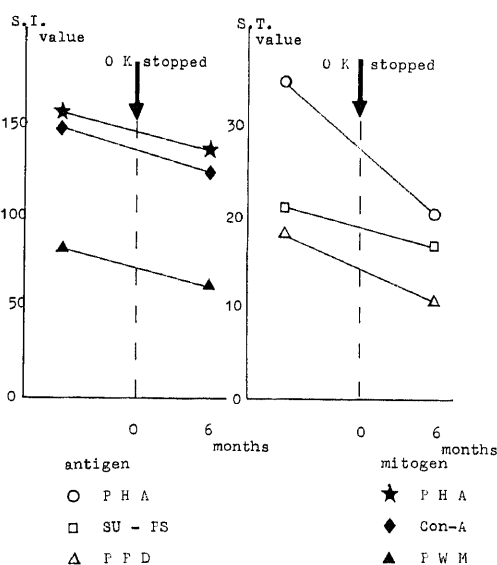 S.I. value
S.T. value
O K stopped
O K stopped
150
100
50
0
30
20
10
0
0 6
months
0 6
months
antigen
P H A
SU - PS
P P D
mitogen
P H A
Con-A
P W M